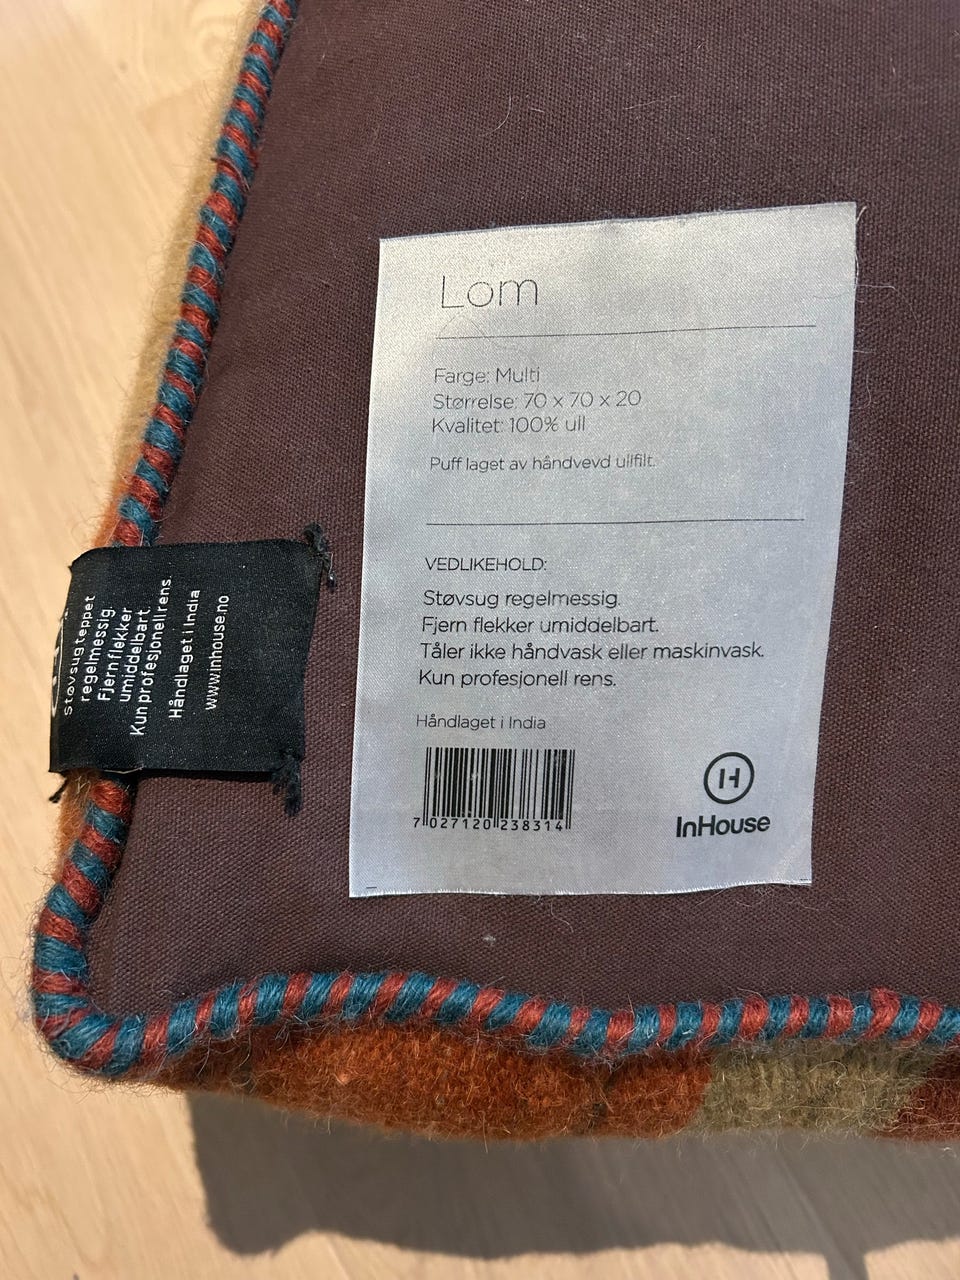 Lom
Farge: Multi
Størrelse: 70 x 70 x 20
Kvalitet: 100% ull
Puff laget av håndvevd ullfilt.
VEDLIKEHOLD:
Støvsug regelmessig.
Fjern flekker umiddelbart.
Tåler ikke håndvask eller maskinvask.
Kun profesjonell rens.
Håndlaget i India
7 027120 238314
H
InHouse
Støvsug teppet
regelmessig.
Fjern flekker
umiddelbart.
Kun profesjonell rens.
Håndlaget i India
www.inhouse.no